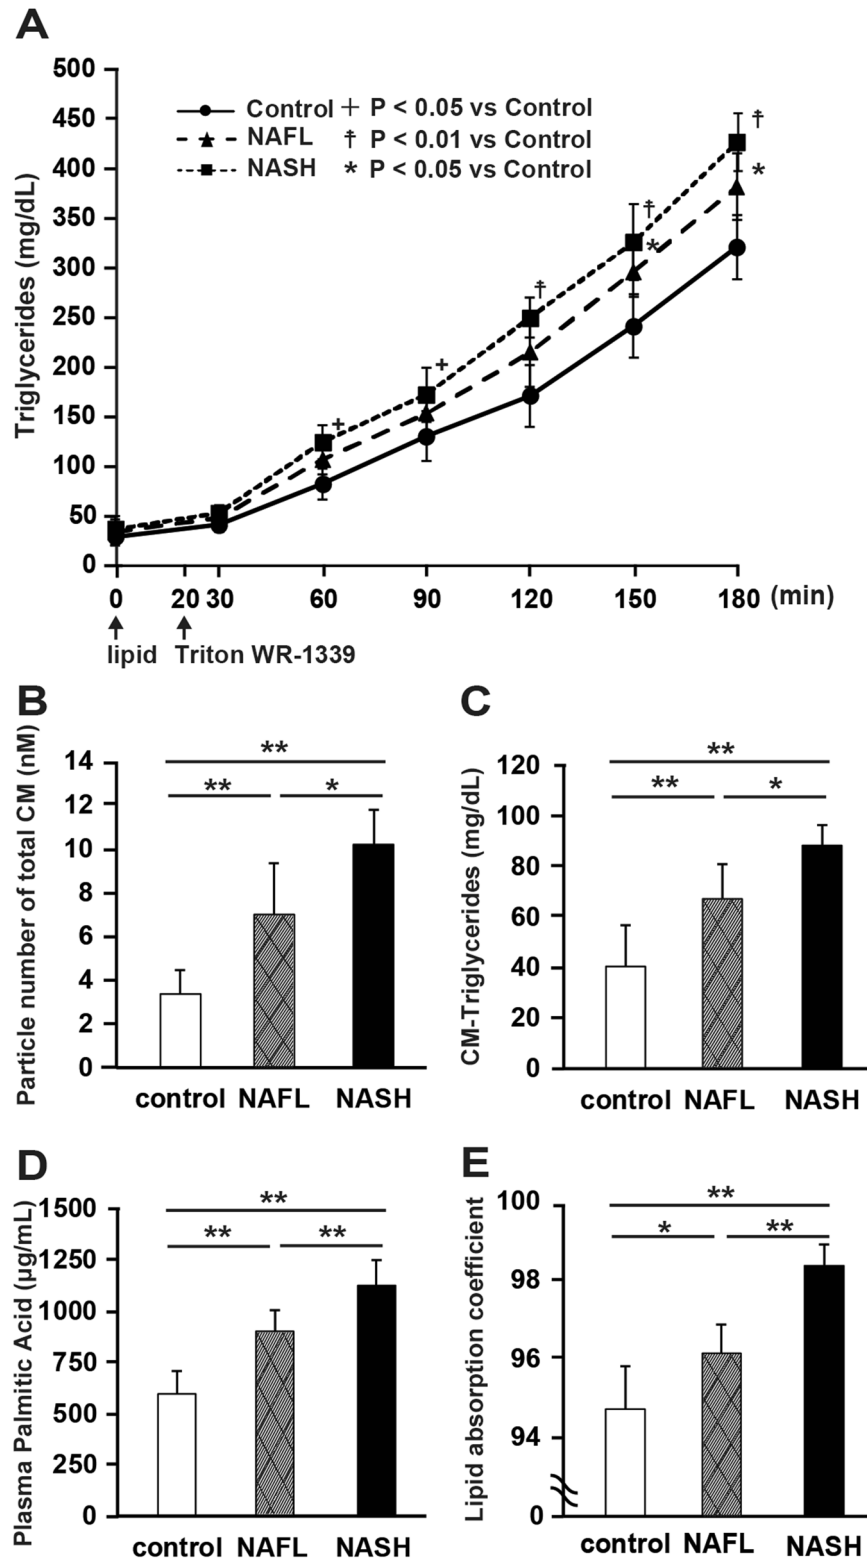 A
Triglycerides (mg/dL)
500
450
400
350
300
250
200
150
100
50
0
Control + P < 0.05 vs Control
NAFL ☨ P < 0.01 vs Control
NASH * P < 0.05 vs Control
+
+
☨
☨
*
☨
*
0 20 30 60 90 120 150 180 (min)
lipid Triton WR-1339
B
Particle number of total CM (nM)
14
12
10
8
6
4
2
0
**
** *
control NAFL NASH
C
CM-Triglycerides (mg/dL)
120
100
80
60
40
20
0
**
** *
control NAFL NASH
D
Plasma Palmitic Acid (μg/mL)
1500
1250
1000
750
500
250
0
**
** **
control NAFL NASH
E
Lipid absorption coefficient
100
98
96
94
0
**
* **
control NAFL NASH